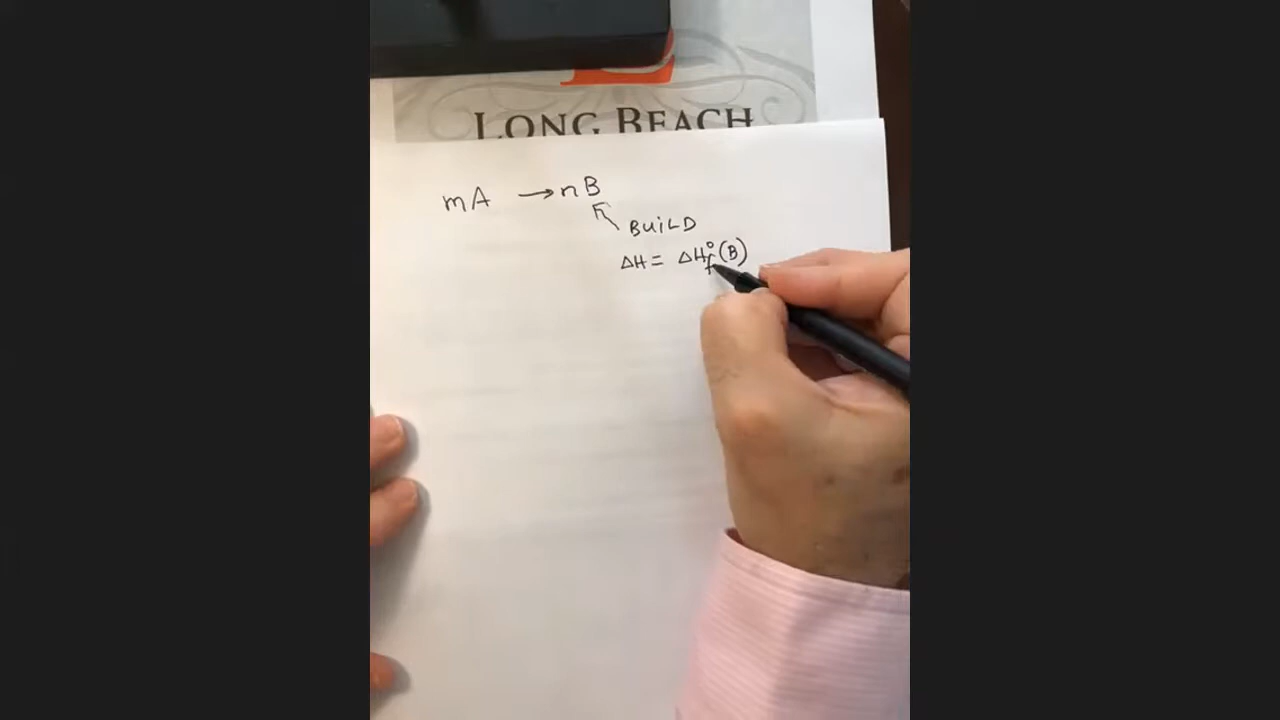 LONG BEACH
mA → nB
BUILD
ΔH = ΔH°f(B)